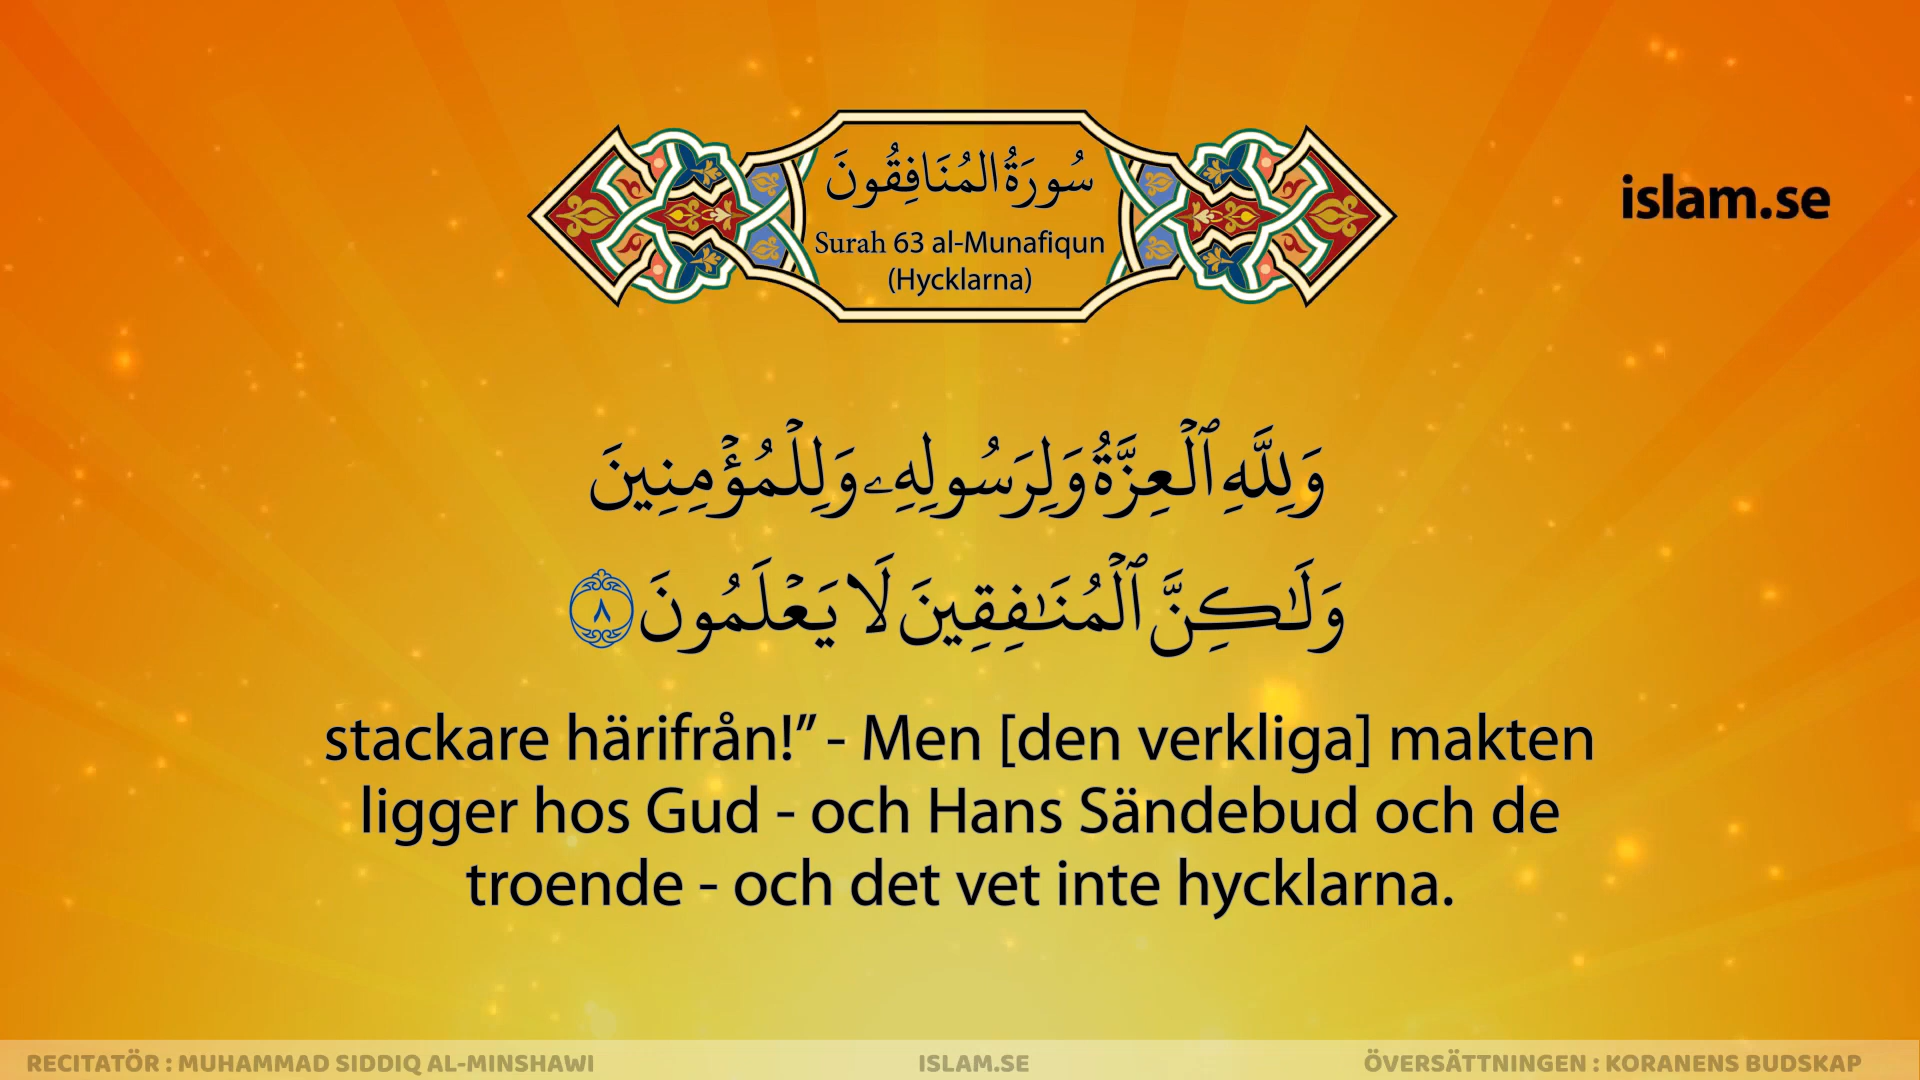 سُورَةُ المُنَافِقُونَ
Surah 63 al-Munafiqun
(Hycklarna)
islam.se
وَلِلَّهِ ٱلْعِزَّةُ وَلِرَسُولِهِۦ وَلِلْمُؤْمِنِينَ
وَلَٰكِنَّ ٱلْمُنَٰفِقِينَ لَا يَعْلَمُونَ ٨
stackare härifrån!” - Men [den verkliga] makten
ligger hos Gud - och Hans Sändebud och de
troende - och det vet inte hycklarna.
RECITATÖR : MUHAMMAD SIDDIQ AL-MINSHAWI
ISLAM.SE
ÖVERSÄTTNINGEN : KORANENS BUDSKAP